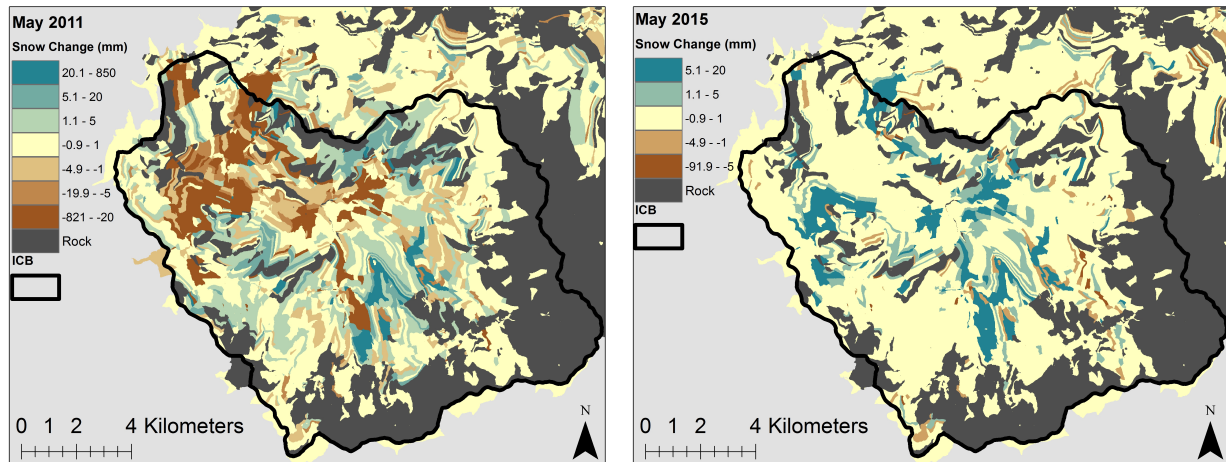 May 2011
Snow Change (mm)
20.1 - 850
5.1 - 20
1.1 - 5
-0.9 - 1
-4.9 - -1
-19.9 - -5
-821 - -20
Rock
ICB
0 1 2 4 Kilometers
N
May 2015
Snow Change (mm)
5.1 - 20
1.1 - 5
-0.9 - 1
-4.9 - -1
-91.9 - -5
Rock
ICB
0 1 2 4 Kilometers
N